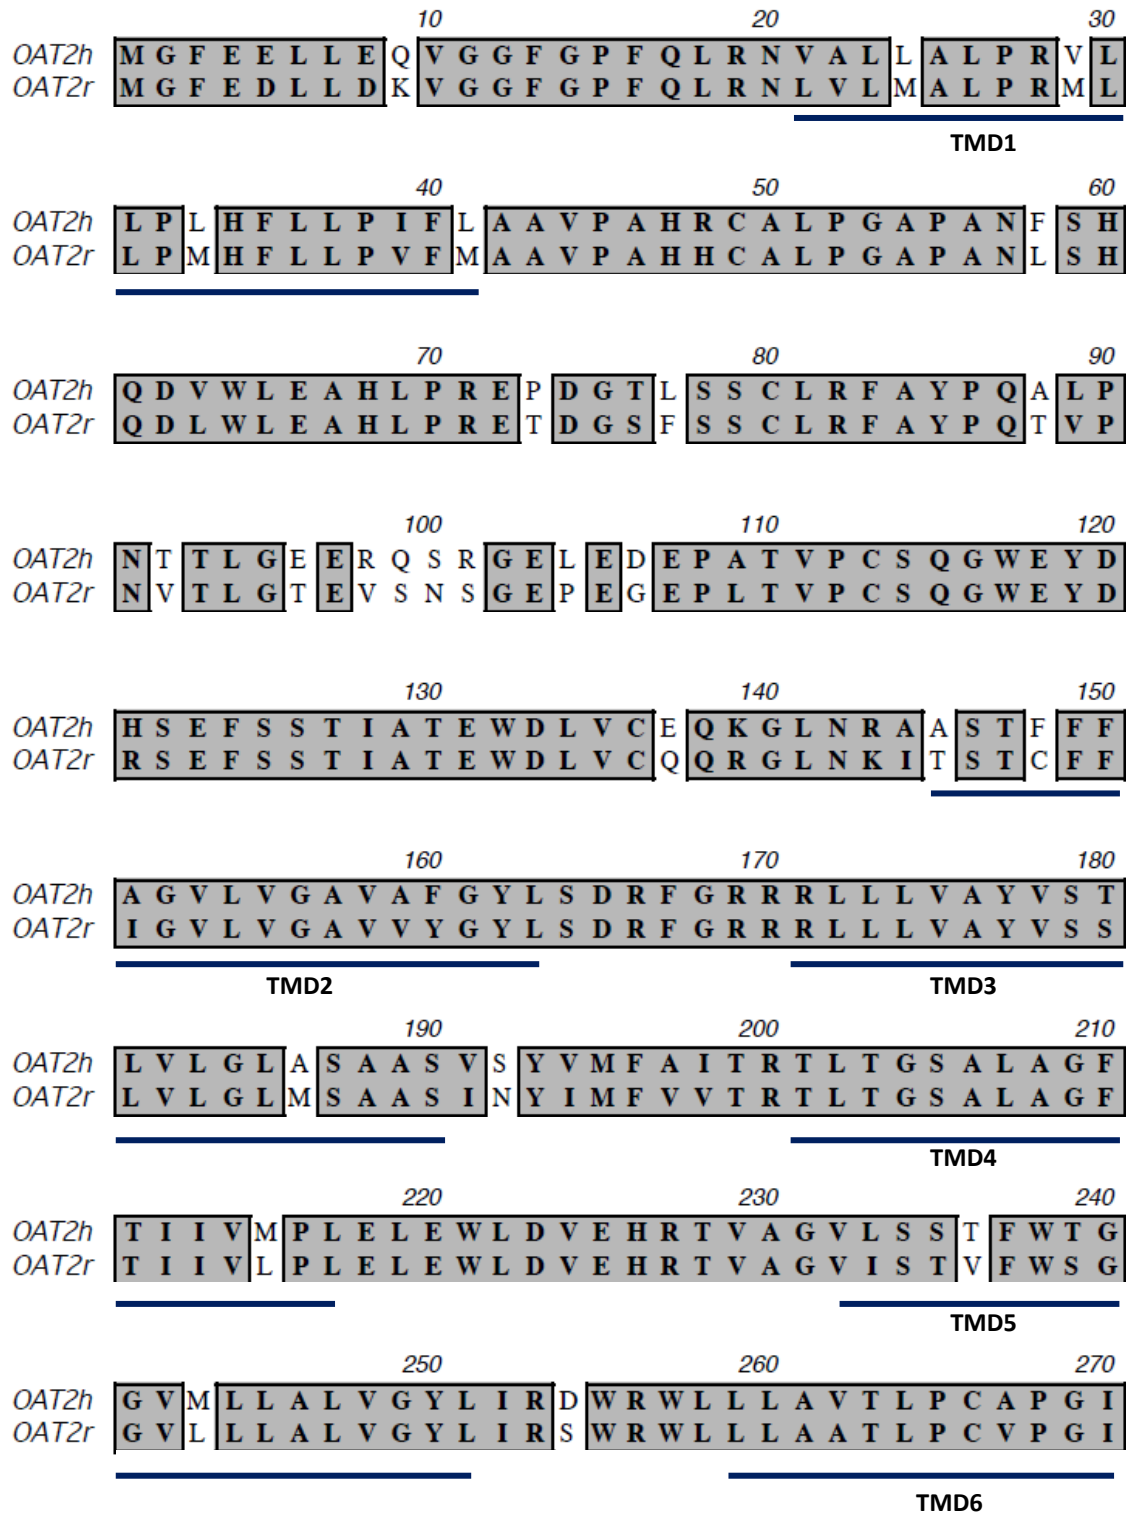 10 20 30
OAT2h M G F E E L L E Q V G G F G P F Q L R N V A L L A L P R V L
OAT2r M G F E D L L D K V G G F G P F Q L R N L V L M A L P R M L
TMD1
40 50 60
OAT2h L P L H F L L P I F L A A V P A H R C A L P G A P A N F S H
OAT2r L P M H F L L P V F M A A V P A H H C A L P G A P A N L S H
70 80 90
OAT2h Q D V W L E A H L P R E P D G T L S S C L R F A Y P Q A L P
OAT2r Q D L W L E A H L P R E T D G S F S S C L R F A Y P Q T V P
100 110 120
OAT2h N T T L G E E R Q S R G E L E D E P A T V P C S Q G W E Y D
OAT2r N V T L G T E V S N S G E P E G E P L T V P C S Q G W E Y D
130 140 150
OAT2h H S E F S S T I A T E W D L V C E Q K G L N R A A S T F F F
OAT2r R S E F S S T I A T E W D L V C Q Q R G L N K I T S T C F F
160 170 180
OAT2h A G V L V G A V A F G Y L S D R F G R R R L L L V A Y V S T
OAT2r I G V L V G A V V Y G Y L S D R F G R R R L L L V A Y V S S
TMD2 TMD3
190 200 210
OAT2h L V L G L A S A A S V S Y V M F A I T R T L T G S A L A G F
OAT2r L V L G L M S A A S I N Y I M F V V T R T L T G S A L A G F
TMD4
220 230 240
OAT2h T I I V M P L E L E W L D V E H R T V A G V L S S T F W T G
OAT2r T I I V L P L E L E W L D V E H R T V A G V I S T V F W S G
TMD5
250 260 270
OAT2h G V M L L A L V G Y L I R D W R W L L L A V T L P C A P G I
OAT2r G V L L L A L V G Y L I R S W R W L L L A A T L P C V P G I
TMD6